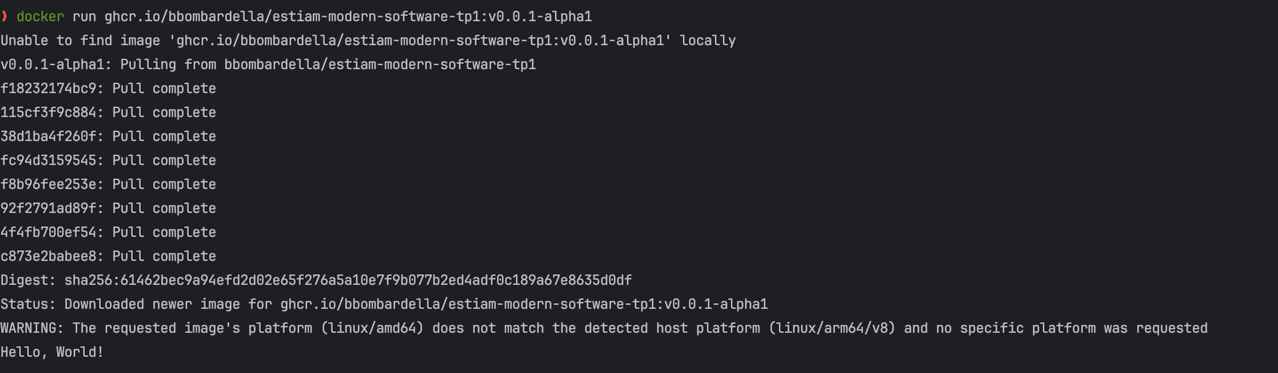 ❯ docker run ghcr.io/bbombardella/estiam-modern-software-tp1:v0.0.1-alpha1
Unable to find image 'ghcr.io/bbombardella/estiam-modern-software-tp1:v0.0.1-alpha1' locally
v0.0.1-alpha1: Pulling from bbombardella/estiam-modern-software-tp1
f18232174bc9: Pull complete
115cf3f9c884: Pull complete
38d1ba4f260f: Pull complete
fc94d3159545: Pull complete
f8b96fee253e: Pull complete
92f2791ad89f: Pull complete
4f4fb700ef54: Pull complete
c873e2babee8: Pull complete
Digest: sha256:61462bec9a94efd2d02e65f276a5a10e7f9b077b2ed4adf0c189a67e8635d0df
Status: Downloaded newer image for ghcr.io/bbombardella/estiam-modern-software-tp1:v0.0.1-alpha1
WARNING: The requested image's platform (linux/amd64) does not match the detected host platform (linux/arm64/v8) and no specific platform was requested
Hello, World!